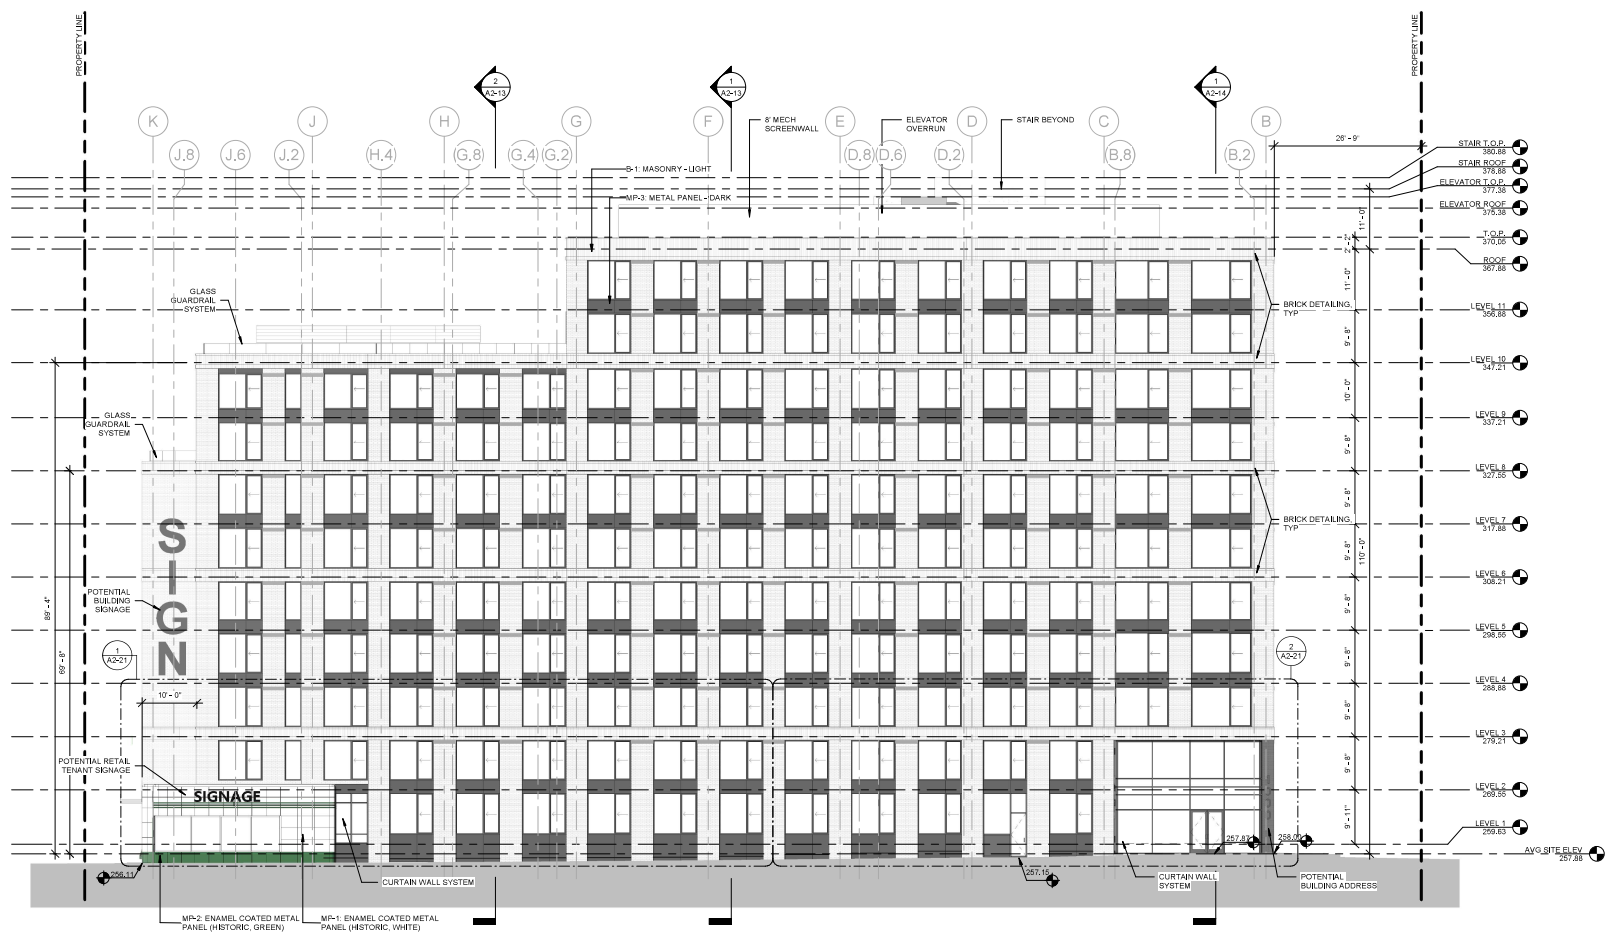 PROPERTY LINE
PROPERTY LINE
2
A2-13
1
A2-13
1
A2-14
K
J
H
G
F
E
D
C
B
J.8
J.6
J.2
H.4
G.8
G.4
G.2
D.8
D.6
D.2
B.8
B.2
8' MECH
SCREENWALL
ELEVATOR
OVERRUN
STAIR BEYOND
26' - 9"
B-1: MASONRY - LIGHT
MP-3: METAL PANEL - DARK
STAIR T.O.P.
380.88
STAIR ROOF
378.88
ELEVATOR T.O.P.
377.38
ELEVATOR ROOF
375.38
T.O.P.
370.05
ROOF
367.88
LEVEL 11
356.88
LEVEL 10
347.21
LEVEL 9
337.21
LEVEL 8
327.55
LEVEL 7
317.88
LEVEL 6
308.21
LEVEL 5
298.55
LEVEL 4
288.88
LEVEL 3
279.21
LEVEL 2
269.55
LEVEL 1
259.63
AVG SITE ELEV
257.88
11' - 0"
2' - 2"
11' - 0"
9' - 8"
10' - 0"
9' - 8"
9' - 8"
9' - 8"
9' - 8"
9' - 8"
9' - 8"
9' - 8"
9' - 11"
110' - 0"
GLASS
GUARDRAIL
SYSTEM
GLASS
GUARDRAIL
SYSTEM
BRICK DETAILING,
TYP
BRICK DETAILING,
TYP
SIGN
POTENTIAL
BUILDING
SIGNAGE
89' - 4"
69' - 8"
1
A2-21
2
A2-21
10' - 0"
POTENTIAL RETAIL
TENANT SIGNAGE
SIGNAGE
256.11
257.15
257.87
258.00
CURTAIN WALL SYSTEM
CURTAIN WALL
SYSTEM
POTENTIAL
BUILDING ADDRESS
MP-2: ENAMEL COATED METAL
PANEL (HISTORIC, GREEN)
MP-1: ENAMEL COATED METAL
PANEL (HISTORIC, WHITE)